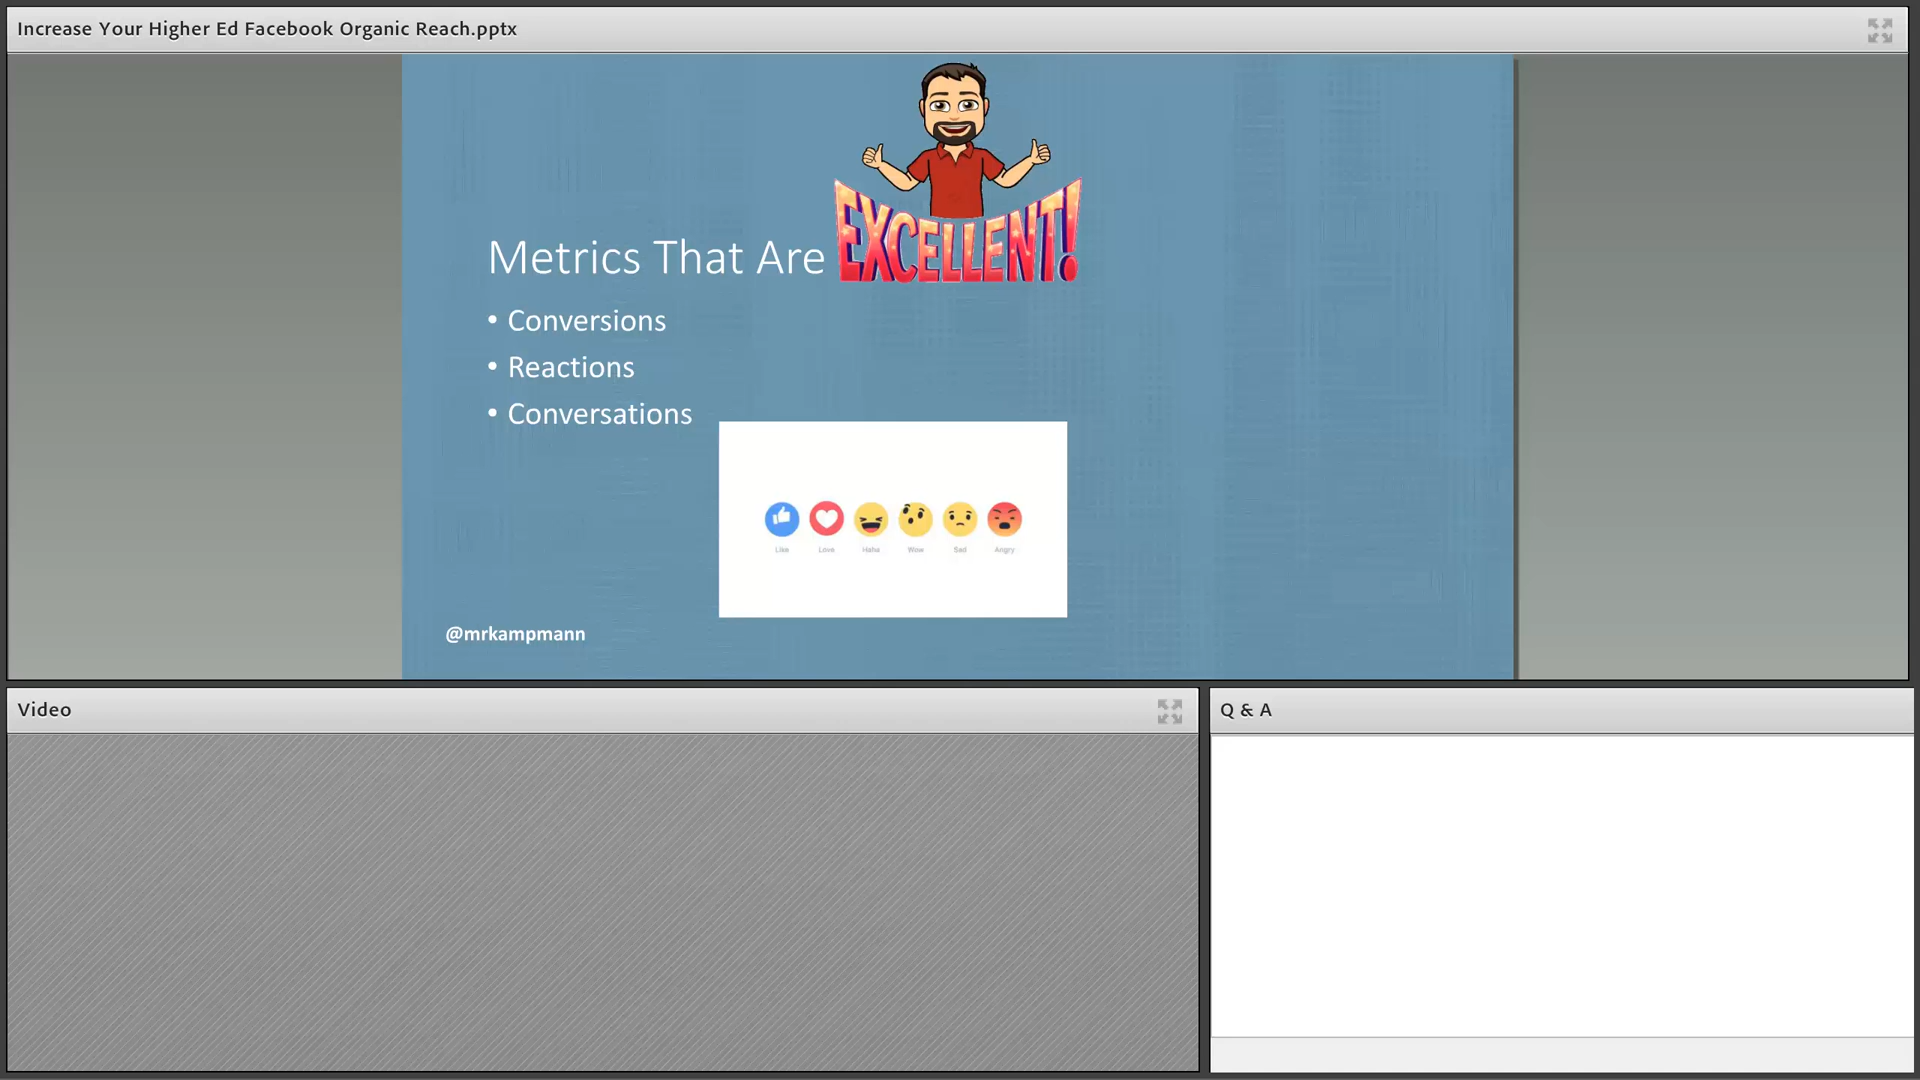 Increase Your Higher Ed Facebook Organic Reach.pptx
Metrics That Are EXCELLENT!
• Conversions
• Reactions
• Conversations
Like Love Haha Wow Sad Angry
@mrkampmann
Video
Q & A